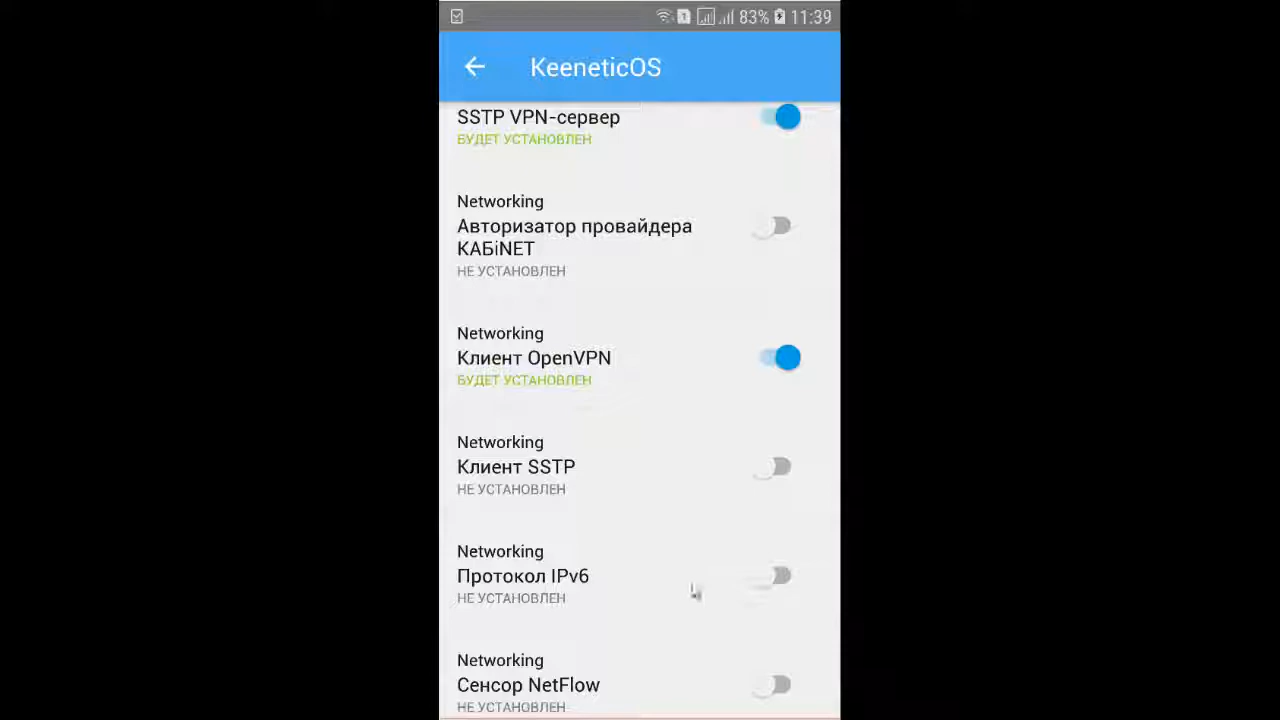 83% 11:39
KeeneticOS
SSTP VPN-сервер
БУДЕТ УСТАНОВЛЕН
Networking
Авторизатор провайдера
КАБiNET
НЕ УСТАНОВЛЕН
Networking
Клиент OpenVPN
БУДЕТ УСТАНОВЛЕН
Networking
Клиент SSTP
НЕ УСТАНОВЛЕН
Networking
Протокол IPv6
НЕ УСТАНОВЛЕН
Networking
Сенсор NetFlow
НЕ УСТАНОВЛЕН